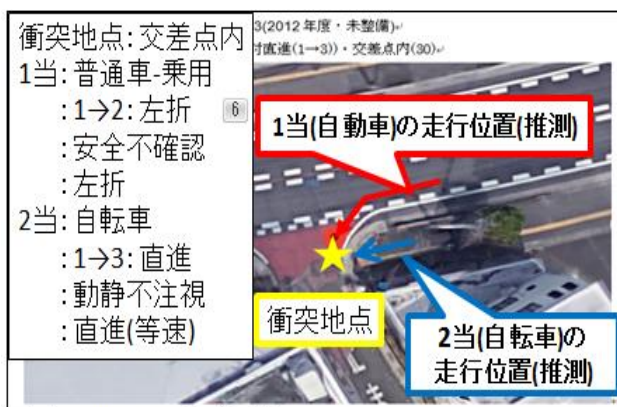 衝突地点:交差点内
1当:普通車-乗用
:1→2:左折 6
:安全不確認
:左折
2当:自転車
:1→3:直進
:動静不注視
:直進(等速)
3(2012年度・未整備)
直進(1→3))・交差点内(30)
1当(自動車)の走行位置(推測)
衝突地点
2当(自転車)の
走行位置(推測)